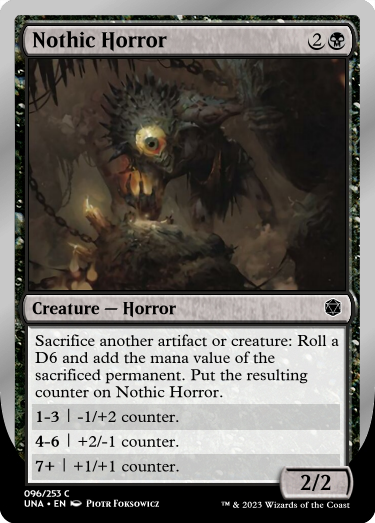 Nothic Horror 2
Creature — Horror
Sacrifice another artifact or creature: Roll a
D6 and add the mana value of the
sacrificed permanent. Put the resulting
counter on Nothic Horror.
1-3 | -1/+2 counter.
4-6 | +2/-1 counter.
7+ | +1/+1 counter.
2/2
096/253 C
UNA • EN Piotr Foksowicz
™ & 2023 Wizards of the Coast